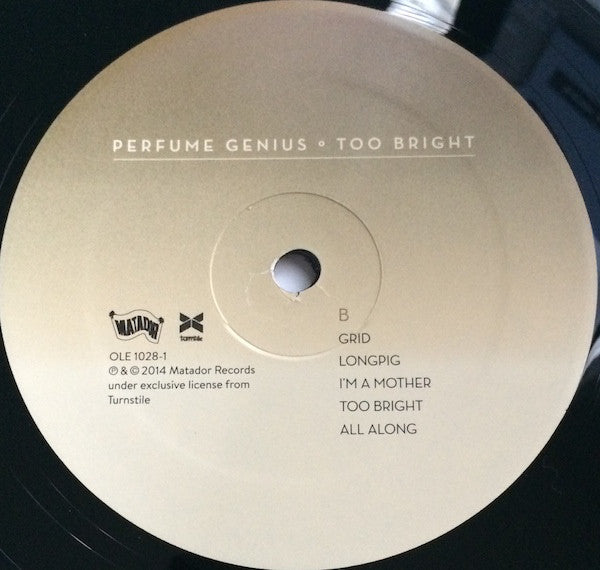 PERFUME GENIUS ° TOO BRIGHT
MATADOR
turnstile
OLE 1028-1
℗ & © 2014 Matador Records
under exclusive license from
Turnstile
B
GRID
LONGPIG
I'M A MOTHER
TOO BRIGHT
ALL ALONG